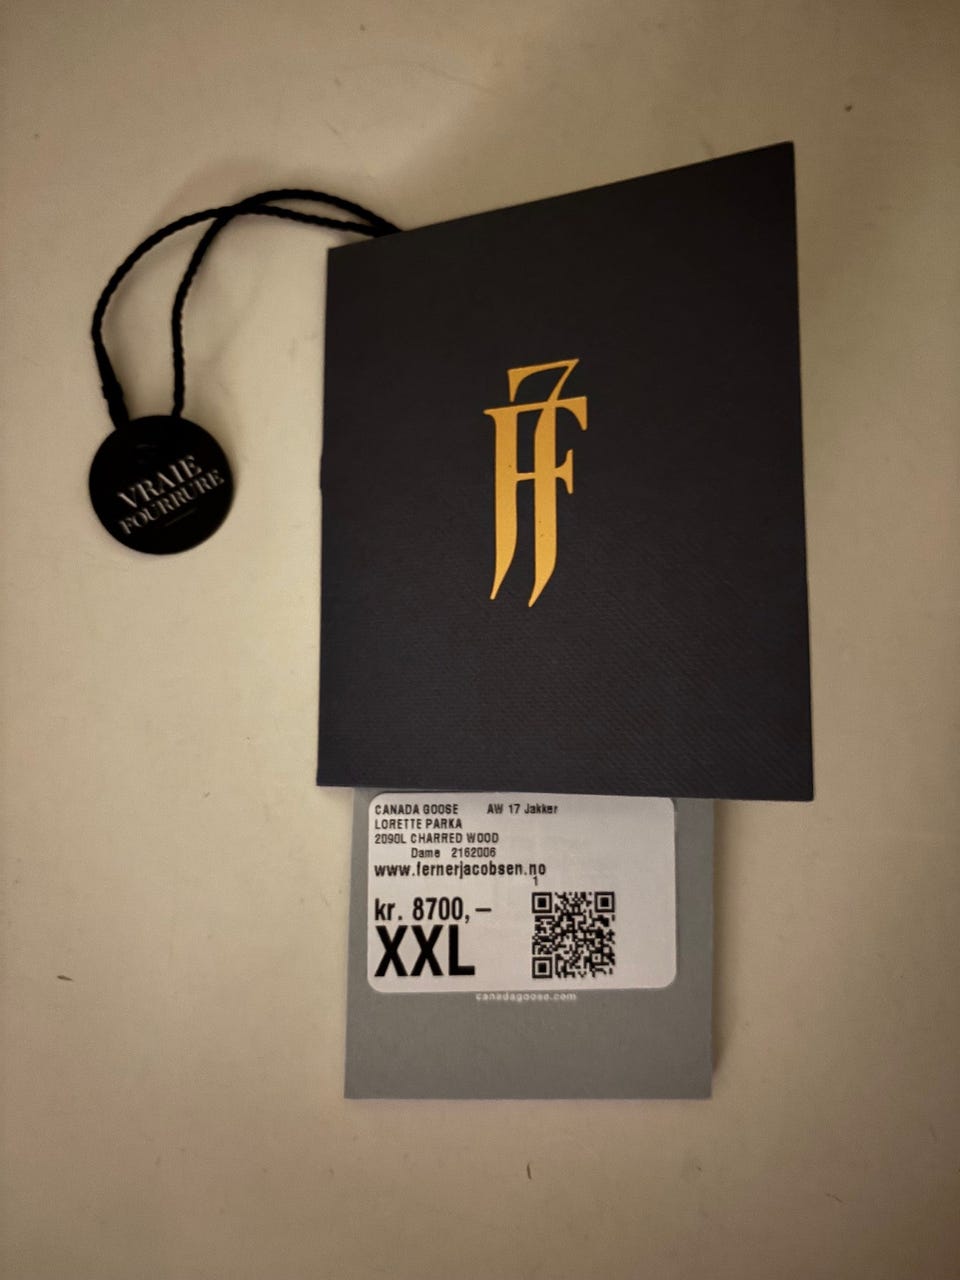 VRAIE
FOURRURE
FJ
CANADA GOOSE AW 17 Jakker
LORETTE PARKA
2090L CHARRED WOOD
Dame 2162006
www.fernerjacobsen.no
1
kr. 8700,–
XXL
canadagoose.com